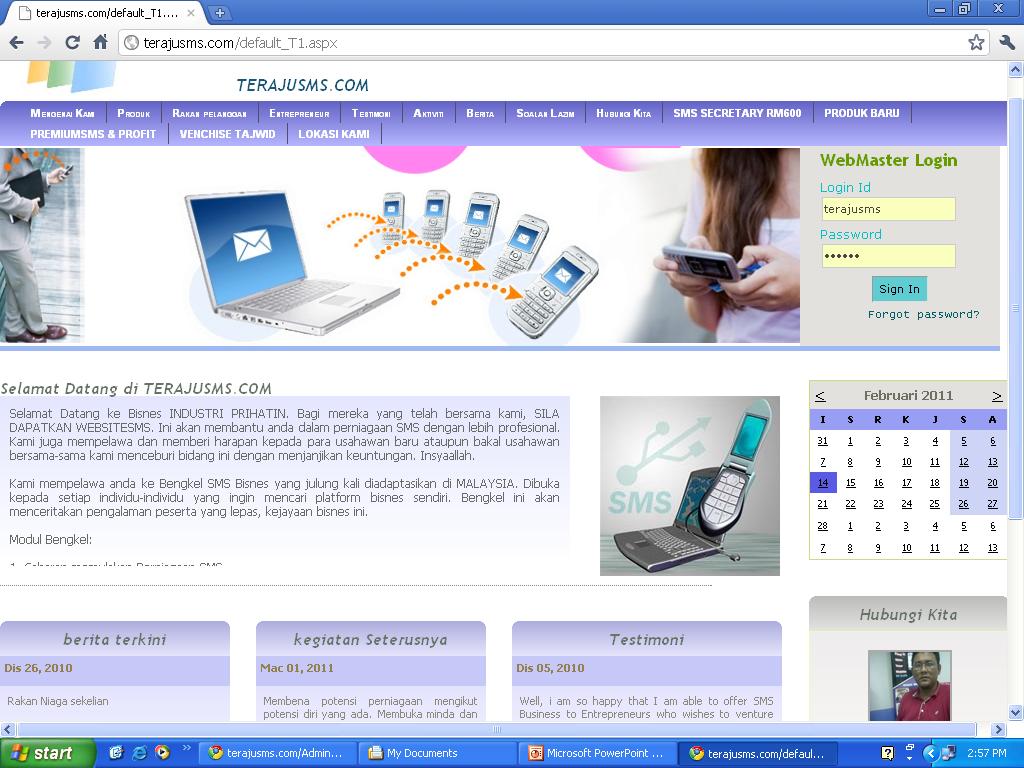 terajusms.com/default_T1....
terajusms.com/default_T1.aspx
TERAJUSMS.COM
Mengenai Kami Produk Rakan pelanggan Entrepreneur Testimoni Aktiviti Berita Soalan Lazim Hubungi Kita SMS SECRETARY RM600 PRODUK BARU
PREMIUMSMS & PROFIT VENCHISE TAJWID LOKASI KAMI
WebMaster Login
Login Id
terajusms
Password
••••••
Sign In
Forgot password?
Selamat Datang di TERAJUSMS.COM
Selamat Datang ke Bisnes INDUSTRI PRIHATIN. Bagi mereka yang telah bersama kami, SILA
DAPATKAN WEBSITESMS. Ini akan membantu anda dalam perniagaan SMS dengan lebih profesional.
Kami juga mempelawa dan memberi harapan kepada para usahawan baru ataupun bakal usahawan
bersama-sama kami menceburi bidang ini dengan menjanjikan keuntungan. Insyaallah.
Kami mempelawa anda ke Bengkel SMS Bisnes yang julung kali diadaptasikan di MALAYSIA. Dibuka
kepada setiap individu-individu yang ingin mencari platform bisnes sendiri. Bengkel ini akan
menceritakan pengalaman peserta yang lepas, kejayaan bisnes ini.
Modul Bengkel:
SMS
< Februari 2011 >
I S R K J S A
31 1 2 3 4 5 6
7 8 9 10 11 12 13
14 15 16 17 18 19 20
21 22 23 24 25 26 27
28 1 2 3 4 5 6
7 8 9 10 11 12 13
Hubungi Kita
berita terkini
Dis 26, 2010
Rakan Niaga sekelian
kegiatan Seterusnya
Mac 01, 2011
Membena potensi perniagaan mengikut
potensi diri yang ada. Membuka minda dan
Testimoni
Dis 05, 2010
Well, i am so happy that I am able to offer SMS
Business to Entrepreneurs who wishes to venture
start terajusms.com/Admin... My Documents Microsoft PowerPoint ... terajusms.com/defaul... 2:57 PM